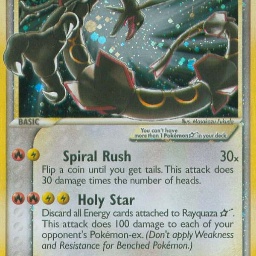 Illus. Masakazu Fukuda
BASIC
You can't have
more than 1 Pokémon ☆ in your deck.
Spiral Rush 30x
Flip a coin until you get tails. This attack does
30 damage times the number of heads.
Holy Star
Discard all Energy cards attached to Rayquaza ☆.
This attack does 100 damage to each of your
opponent's Pokémon-ex. (Don't apply Weakness
and Resistance for Benched Pokémon.)